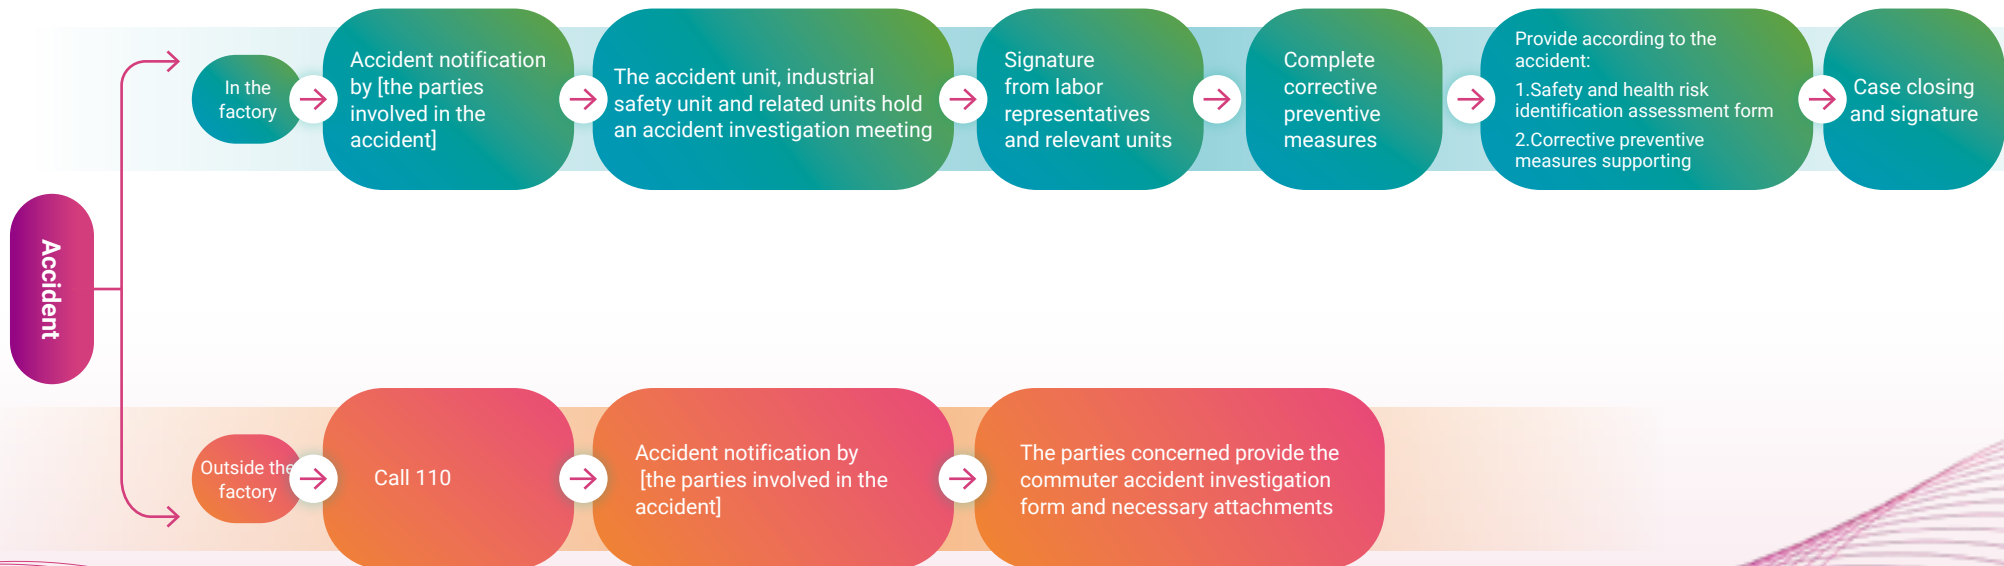 Accident
In the
factory
Accident notification
by [the parties
involved in the
accident]
The accident unit, industrial
safety unit and related units hold
an accident investigation meeting
Signature
from labor
representatives
and relevant units
Complete
corrective
preventive
measures
Provide according to the
accident:
1.Safety and health risk
identification assessment form
2.Corrective preventive
measures supporting
Case closing
and signature
Outside the
factory
Call 110
Accident notification by
[the parties involved in the
accident]
The parties concerned provide the
commuter accident investigation
form and necessary attachments